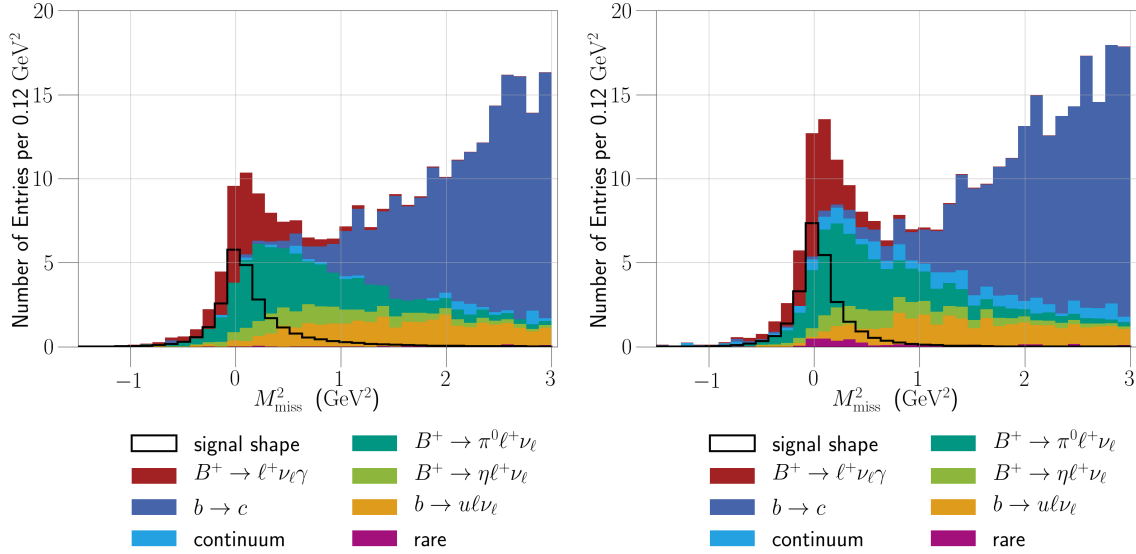 Number of Entries per 0.12 GeV²
20
15
10
5
0
−1
0
1
2
3
M²miss (GeV²)
signal shape
B⁺ → ℓ⁺νℓγ
b → c
continuum
B⁺ → π⁰ℓ⁺νℓ
B⁺ → ηℓ⁺νℓ
b → uℓνℓ
rare
Number of Entries per 0.12 GeV²
20
15
10
5
0
−1
0
1
2
3
M²miss (GeV²)
signal shape
B⁺ → ℓ⁺νℓγ
b → c
continuum
B⁺ → π⁰ℓ⁺νℓ
B⁺ → ηℓ⁺νℓ
b → uℓνℓ
rare